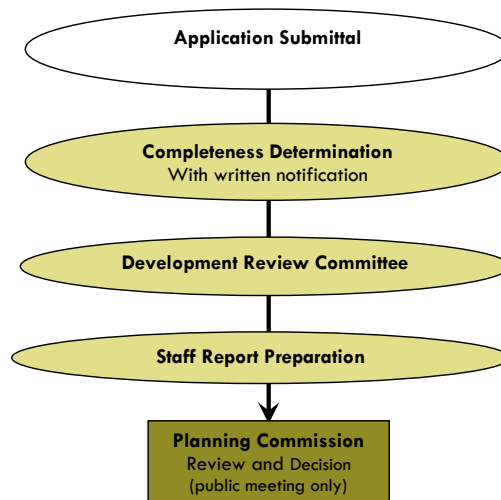 Application Submittal
Completeness Determination
With written notification
Development Review Committee
Staff Report Preparation
Planning Commission
Review and Decision
(public meeting only)